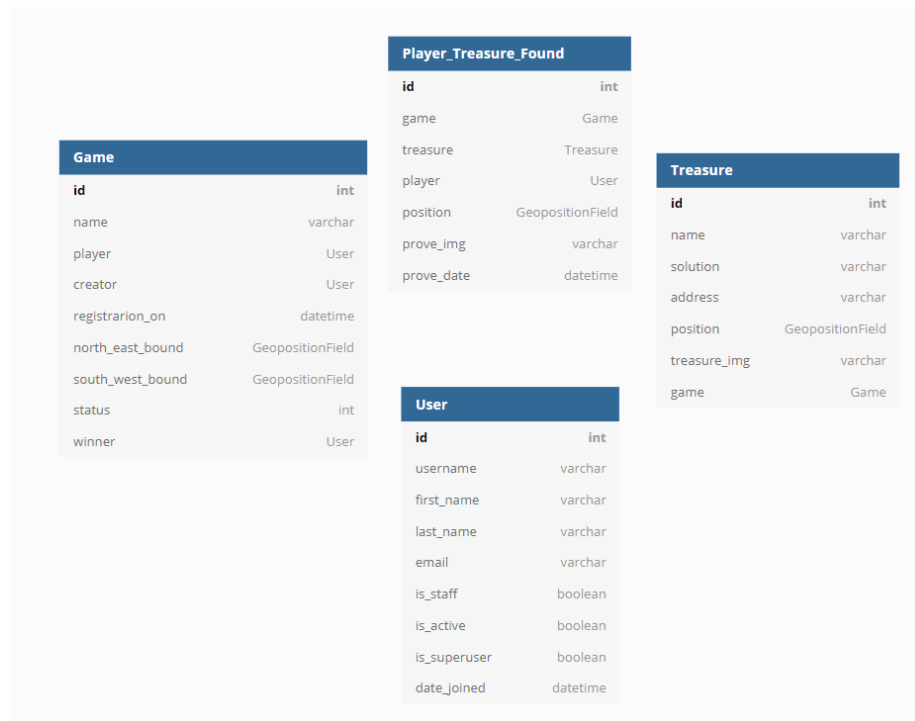 Player_Treasure_Found
id int
game Game
treasure Treasure
player User
position GeopositionField
prove_img varchar
prove_date datetime
Game
id int
name varchar
player User
creator User
registrarion_on datetime
north_east_bound GeopositionField
south_west_bound GeopositionField
status int
winner User
Treasure
id int
name varchar
solution varchar
address varchar
position GeopositionField
treasure_img varchar
game Game
User
id int
username varchar
first_name varchar
last_name varchar
email varchar
is_staff boolean
is_active boolean
is_superuser boolean
date_joined datetime